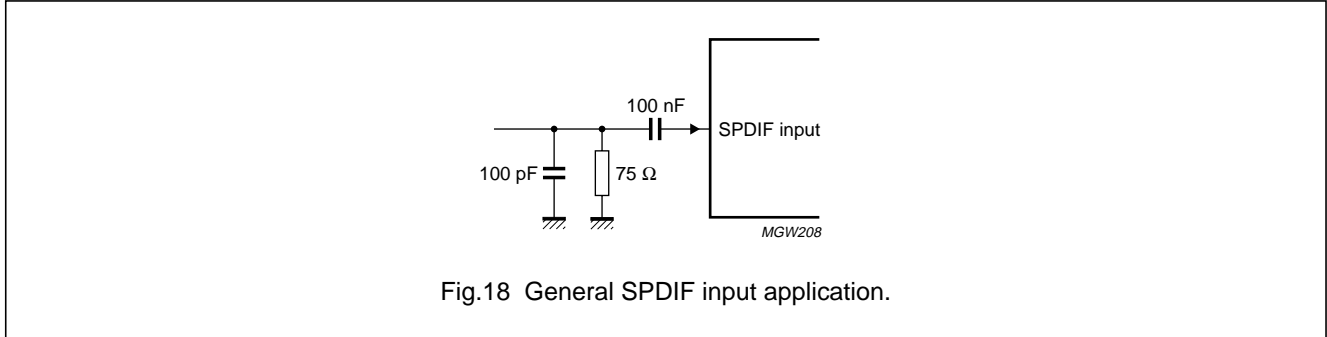 100 nF
SPDIF input
100 pF
75 Ω
MGW208
Fig.18 General SPDIF input application.